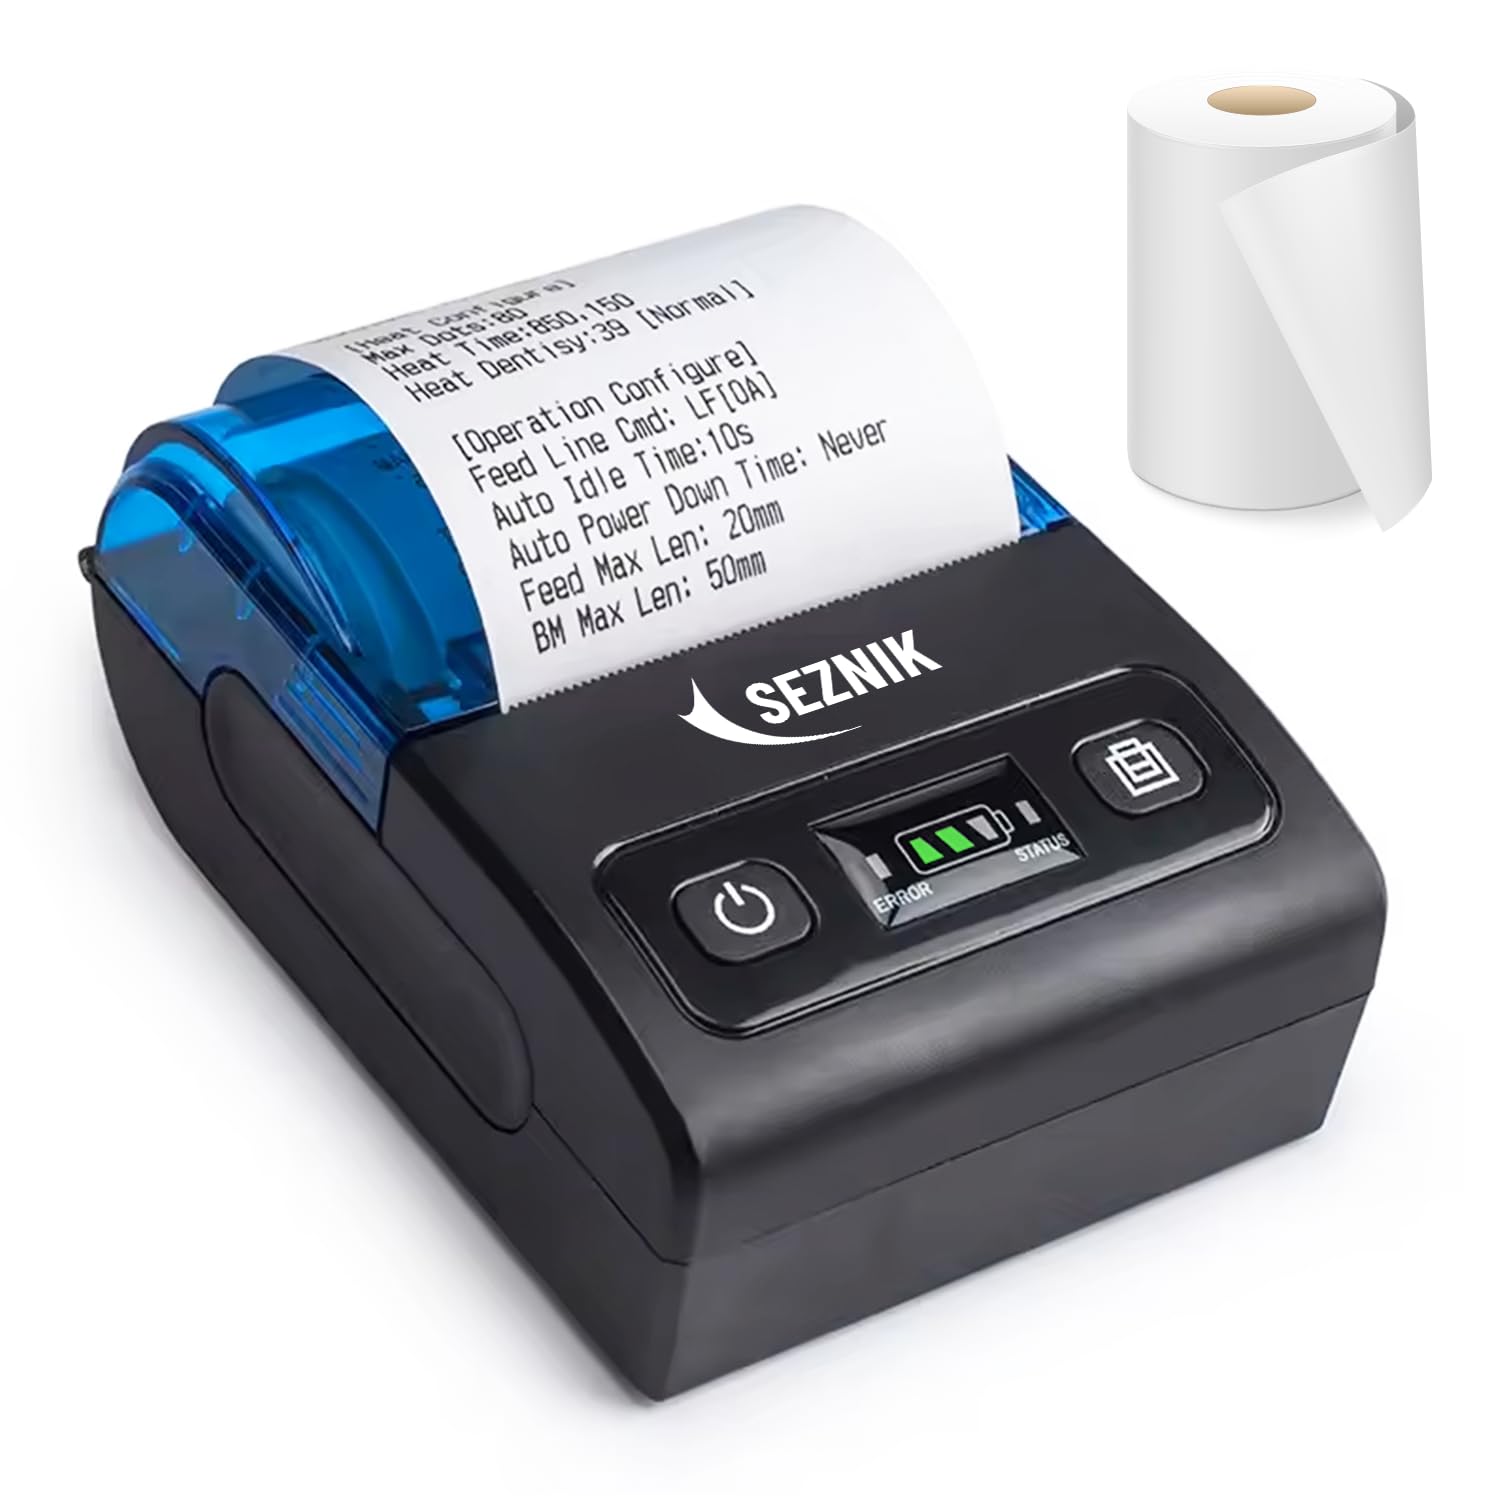 [Heat Configure]
Max Dots:80
Heat Time:850,150
Heat Dentisy:39 [Normal]
[Operation Configure]
Feed Line Cmd: LF[0A]
Auto Idle Time:10s
Auto Power Down Time: Never
Feed Max Len: 20mm
BM Max Len: 50mm
SEZNIK
ERROR
STATUS